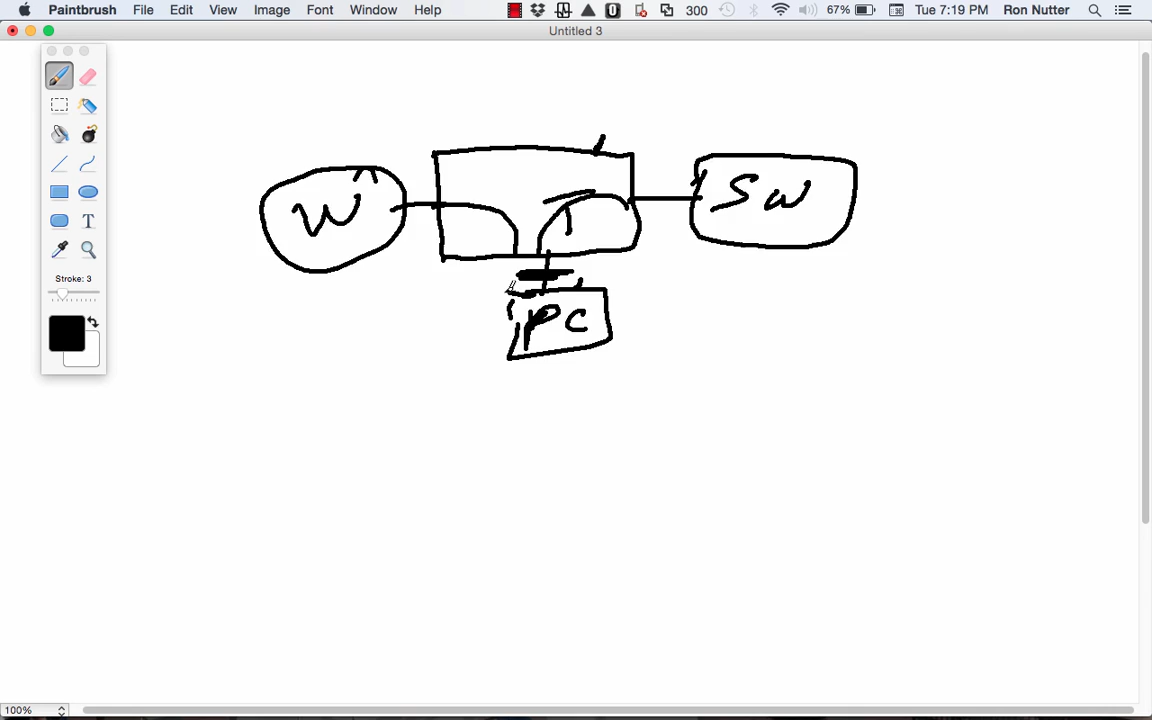 Paintbrush File Edit View Image Font Window Help 300 67% Tue 7:19 PM Ron Nutter
Untitled 3
T
Stroke: 3
W
SW
PC
100%